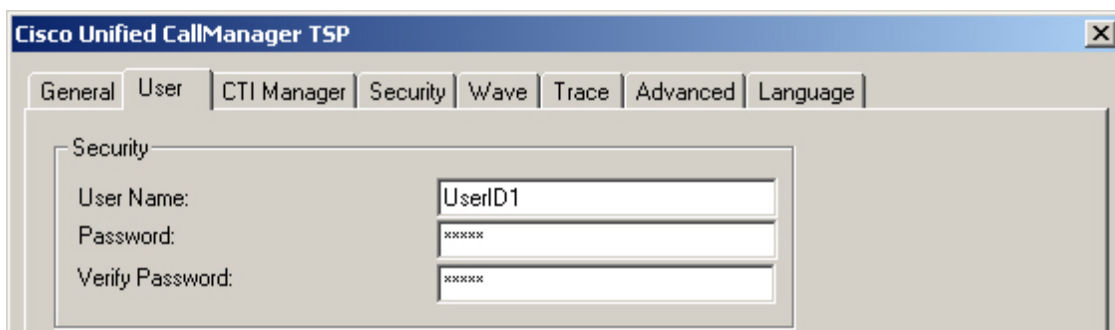 Cisco Unified CallManager TSP
General User CTI Manager Security Wave Trace Advanced Language
Security
User Name: UserID1
Password: *****
Verify Password: *****